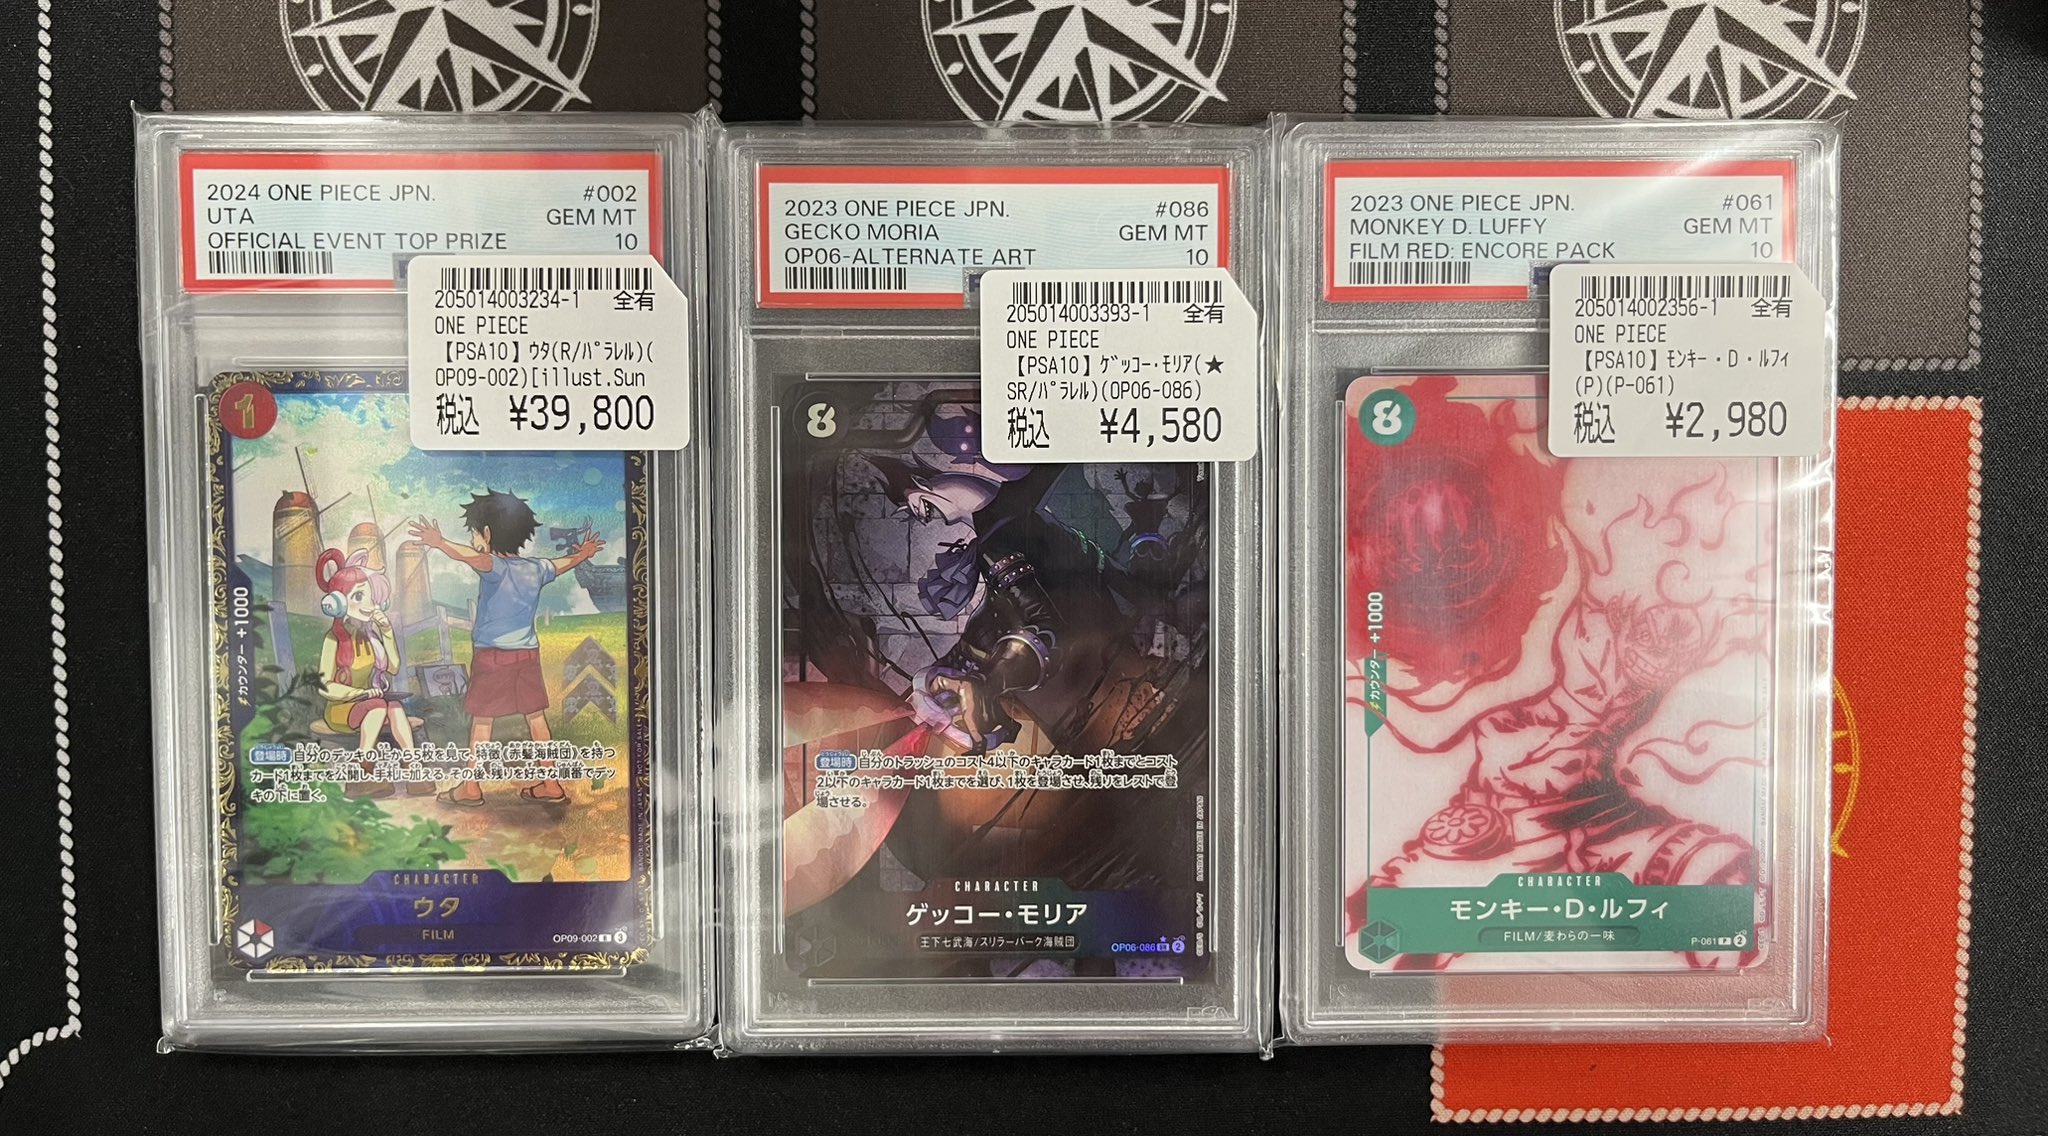 2024 ONE PIECE JPN. #002
UTA GEM MT
OFFICIAL EVENT TOP PRIZE 10
205014003234-1 全有
ONE PIECE
【PSA10】ｳﾀ(R/ﾊﾟﾗﾚﾙ)(
OP09-002)[illust.Sun
税込 ¥39,800
1
カウンター +1000
登場時 自分のデッキの上から5枚を見て、特徴《赤髪海賊団》を持つ
カード1枚までを公開し、手札に加える。その後、残りを好きな順番でデッ
キの下に置く。
CHARACTER
ウタ
FILM
OP09-002 R 3
2023 ONE PIECE JPN. #086
GECKO MORIA GEM MT
OP06-ALTERNATE ART 10
205014003393-1 全有
ONE PIECE
【PSA10】ｹﾞｯｺｰ･ﾓﾘｱ(★
SR/ﾊﾟﾗﾚﾙ)(OP06-086)
税込 ¥4,580
8
登場時 自分のトラッシュのコスト4以下のキャラカード1枚までとコスト
2以下のキャラカード1枚までを選び、1枚を登場させ、残りをレストで登
場させる。
CHARACTER
ゲッコー・モリア
王下七武海/スリラーバーク海賊団
OP06-086 SR 2
BANDAI MADE IN JAPAN
PSA
2023 ONE PIECE JPN. #061
MONKEY D. LUFFY GEM MT
FILM RED: ENCORE PACK 10
205014002356-1 全有
ONE PIECE
【PSA10】ﾓﾝｷｰ・D・ﾙﾌｨ
(P)(P-061)
税込 ¥2,980
8
カウンター +1000
CHARACTER
モンキー・D・ルフィ
FILM/麦わらの一味
P-061 P 2
PSA